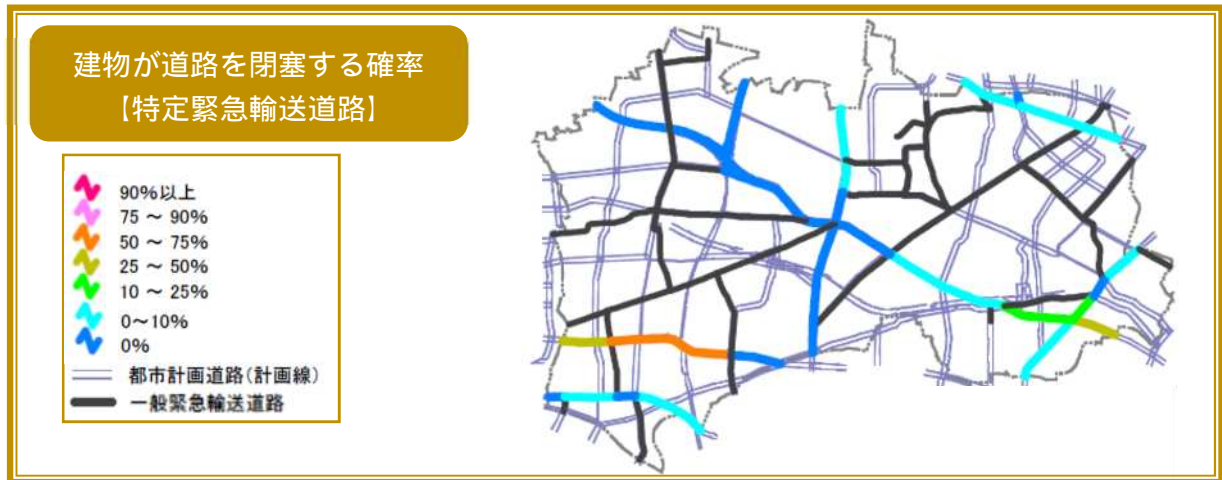 建物が道路を閉塞する確率
【特定緊急輸送道路】
90%以上
75 ~ 90%
50 ~ 75%
25 ~ 50%
10 ~ 25%
0~10%
0%
都市計画道路(計画線)
一般緊急輸送道路